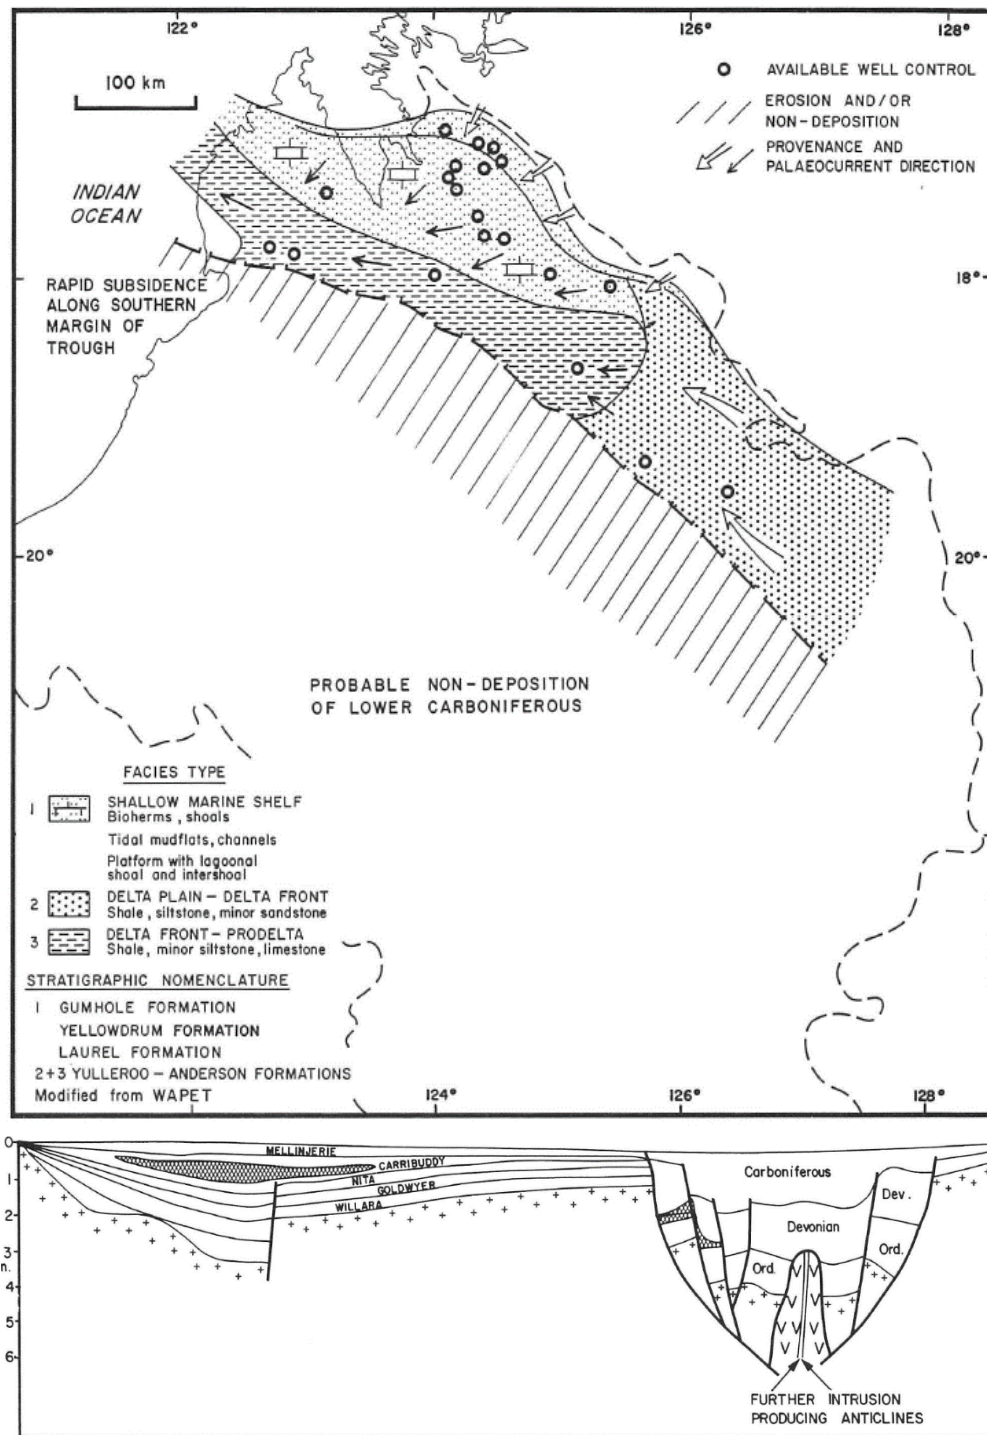 122° 126° 128°
100 km
AVAILABLE WELL CONTROL
EROSION AND/OR
NON-DEPOSITION
PROVENANCE AND
PALAEOCURRENT DIRECTION
INDIAN
OCEAN
18°
RAPID SUBSIDENCE
ALONG SOUTHERN
MARGIN OF
TROUGH
20° 20°
PROBABLE NON-DEPOSITION
OF LOWER CARBONIFEROUS
FACIES TYPE
1 SHALLOW MARINE SHELF
Bioherms, shoals
Tidal mudflats, channels
Platform with lagoonal
shoal and intershoal
2 DELTA PLAIN – DELTA FRONT
Shale, siltstone, minor sandstone
3 DELTA FRONT – PRODELTA
Shale, minor siltstone, limestone
STRATIGRAPHIC NOMENCLATURE
1 GUMHOLE FORMATION
YELLOWDRUM FORMATION
LAUREL FORMATION
2+3 YULLEROO – ANDERSON FORMATIONS
Modified from WAPET
124° 126° 128°
0
1
2
3
n.
4
5
6
MELLINJERIE
CARRIBUDDY
NITA
GOLDWYER
WILLARA
Carboniferous
Dev.
Devonian
Ord. Ord.
FURTHER INTRUSION
PRODUCING ANTICLINES